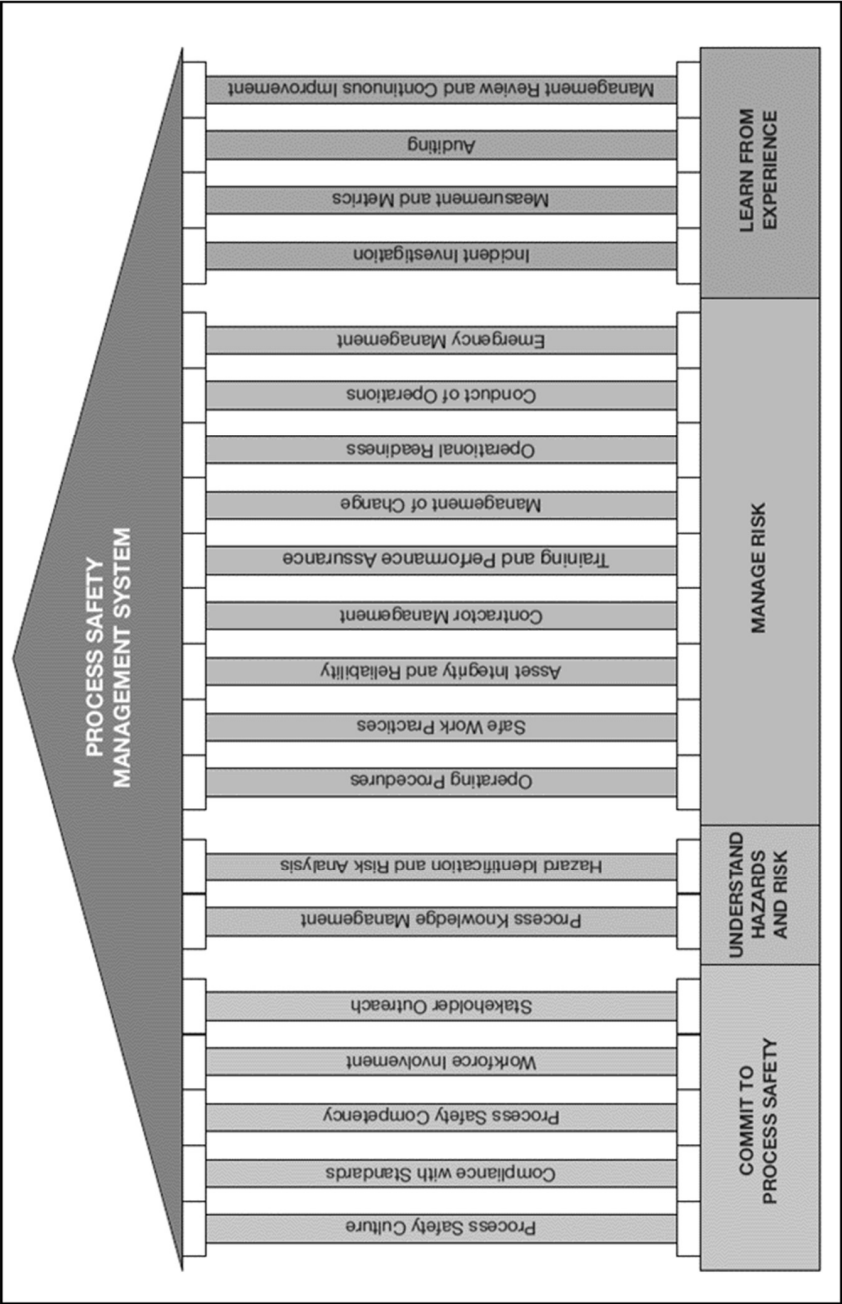 PROCESS SAFETY
MANAGEMENT SYSTEM
Process Safety Culture
Compliance with Standards
Process Safety Competency
Workforce Involvement
Stakeholder Outreach
Process Knowledge Management
Hazard Identification and Risk Analysis
Operating Procedures
Safe Work Practices
Asset Integrity and Reliability
Contractor Management
Training and Performance Assurance
Management of Change
Operational Readiness
Conduct of Operations
Emergency Management
Incident Investigation
Measurement and Metrics
Auditing
Management Review and Continuous Improvement
COMMIT TO
PROCESS SAFETY
UNDERSTAND
HAZARDS
AND RISK
MANAGE RISK
LEARN FROM
EXPERIENCE